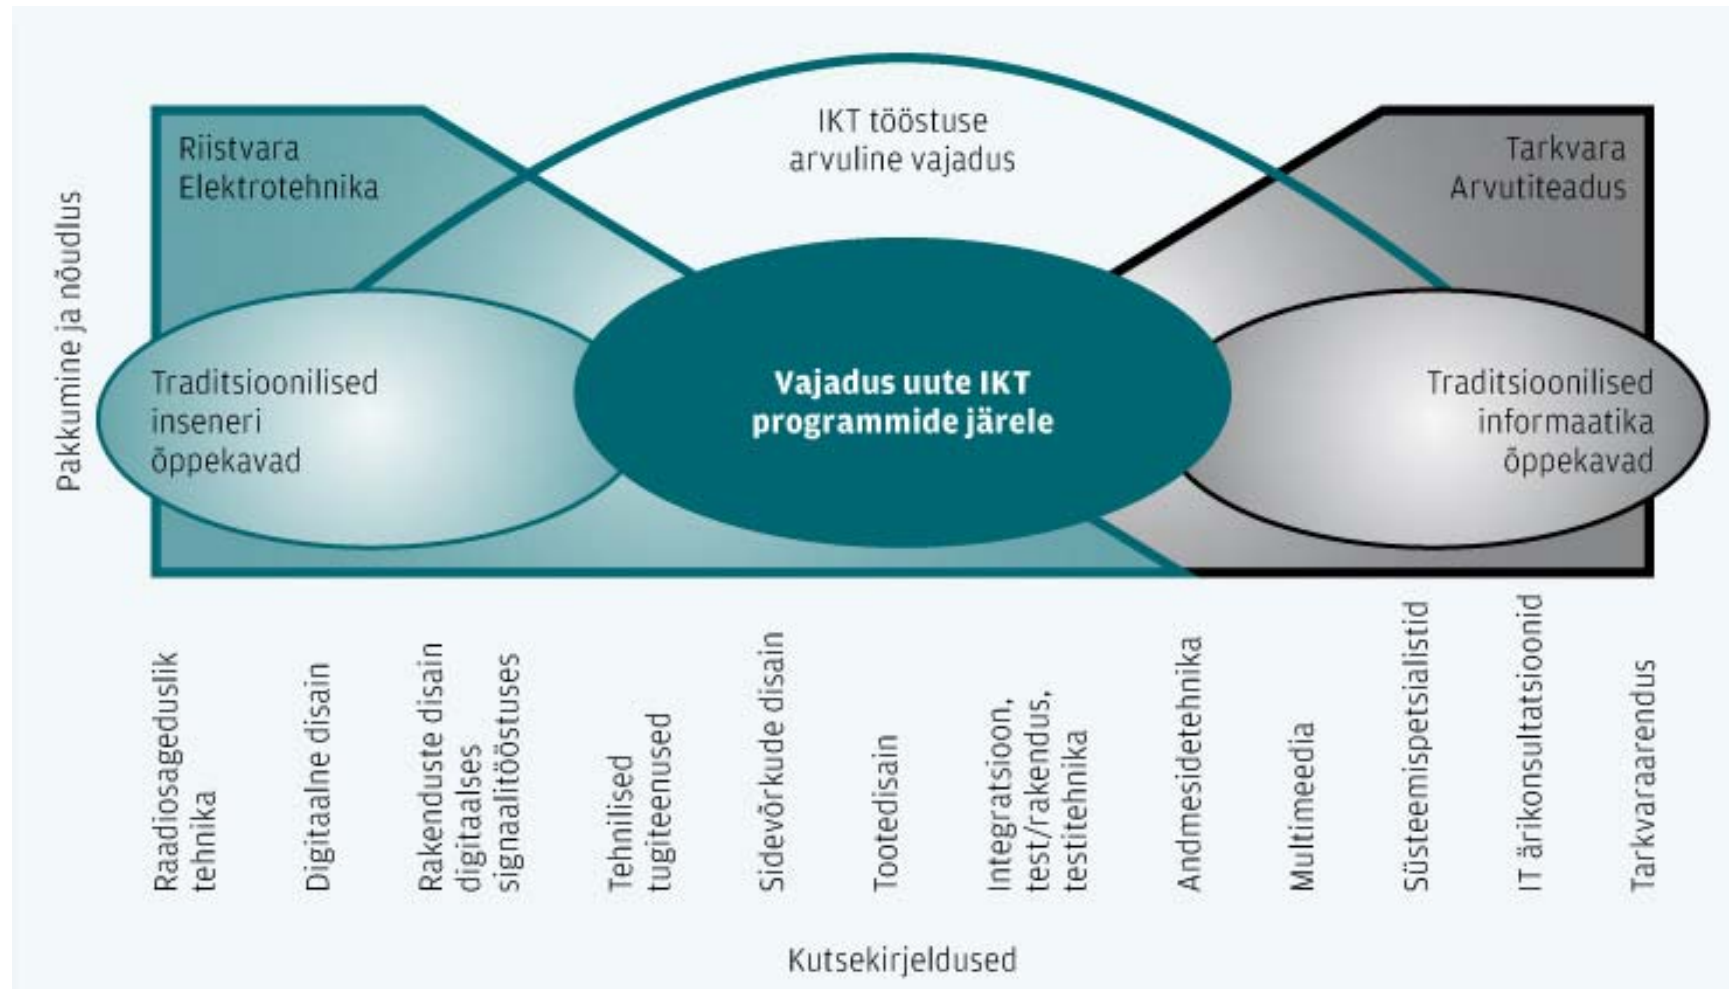 IKT tööstuse
arvuline vajadus
Riistvara
Elektrotehnika
Tarkvara
Arvutiteadus
Pakkumine ja nõudlus
Traditsioonilised
inseneri
õppekavad
Vajadus uute IKT
programmide järele
Traditsioonilised
informaatika
õppekavad
Raadiosageduslik
tehnika
Digitaalne disain
Rakenduste disain
digitaalses
signaalitööstuses
Tehnilised
tugiteenused
Sidevõrkude disain
Tootedisain
Integratsioon,
test/rakendus,
testitehnika
Andmesidetehnika
Multimeedia
Süsteemispetsialistid
IT ärikonsultatsioonid
Tarkvaraarendus
Kutsekirjeldused